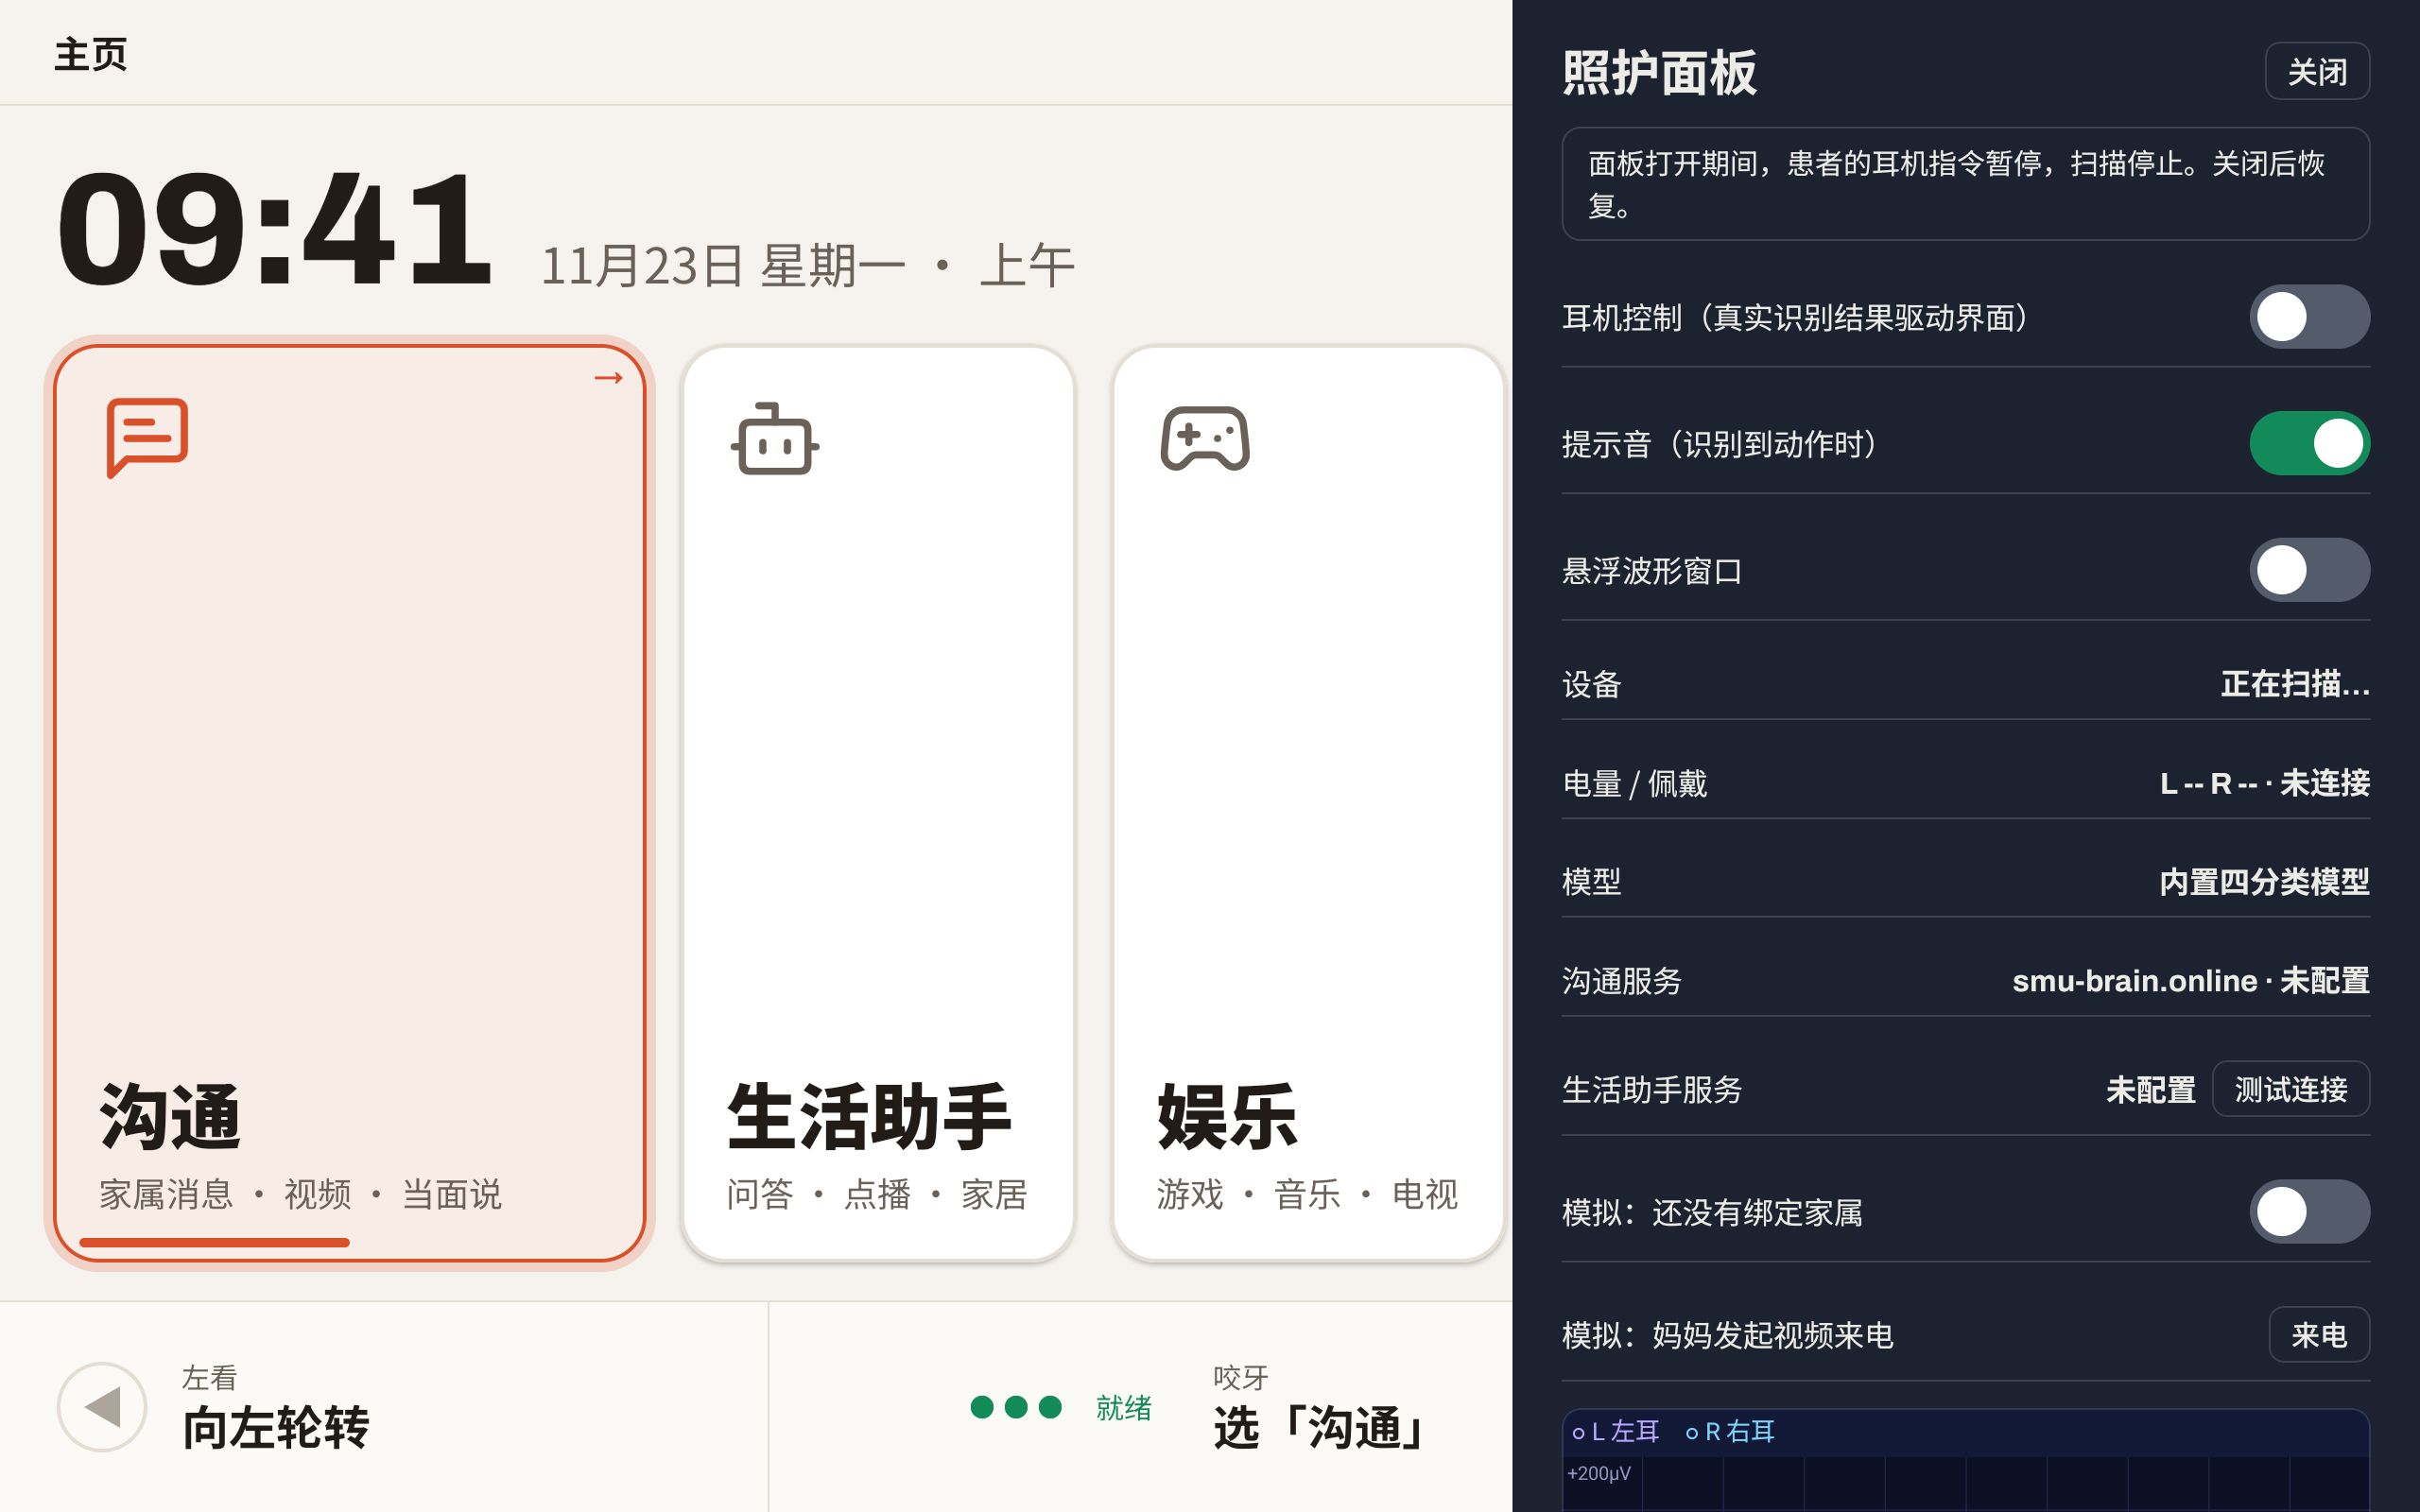 主页
09:41 11月23日 星期一 · 上午
→
沟通
家属消息 · 视频 · 当面说
生活助手
问答 · 点播 · 家居
娱乐
游戏 · 音乐 · 电视
左看
向左轮转
就绪
咬牙
选「沟通」
照护面板 关闭
面板打开期间，患者的耳机指令暂停，扫描停止。关闭后恢
复。
耳机控制（真实识别结果驱动界面）
提示音（识别到动作时）
悬浮波形窗口
设备 正在扫描…
电量 / 佩戴 L -- R -- · 未连接
模型 内置四分类模型
沟通服务 smu-brain.online · 未配置
生活助手服务 未配置 测试连接
模拟：还没有绑定家属
模拟：妈妈发起视频来电 来电
L 左耳 R 右耳
+200μV